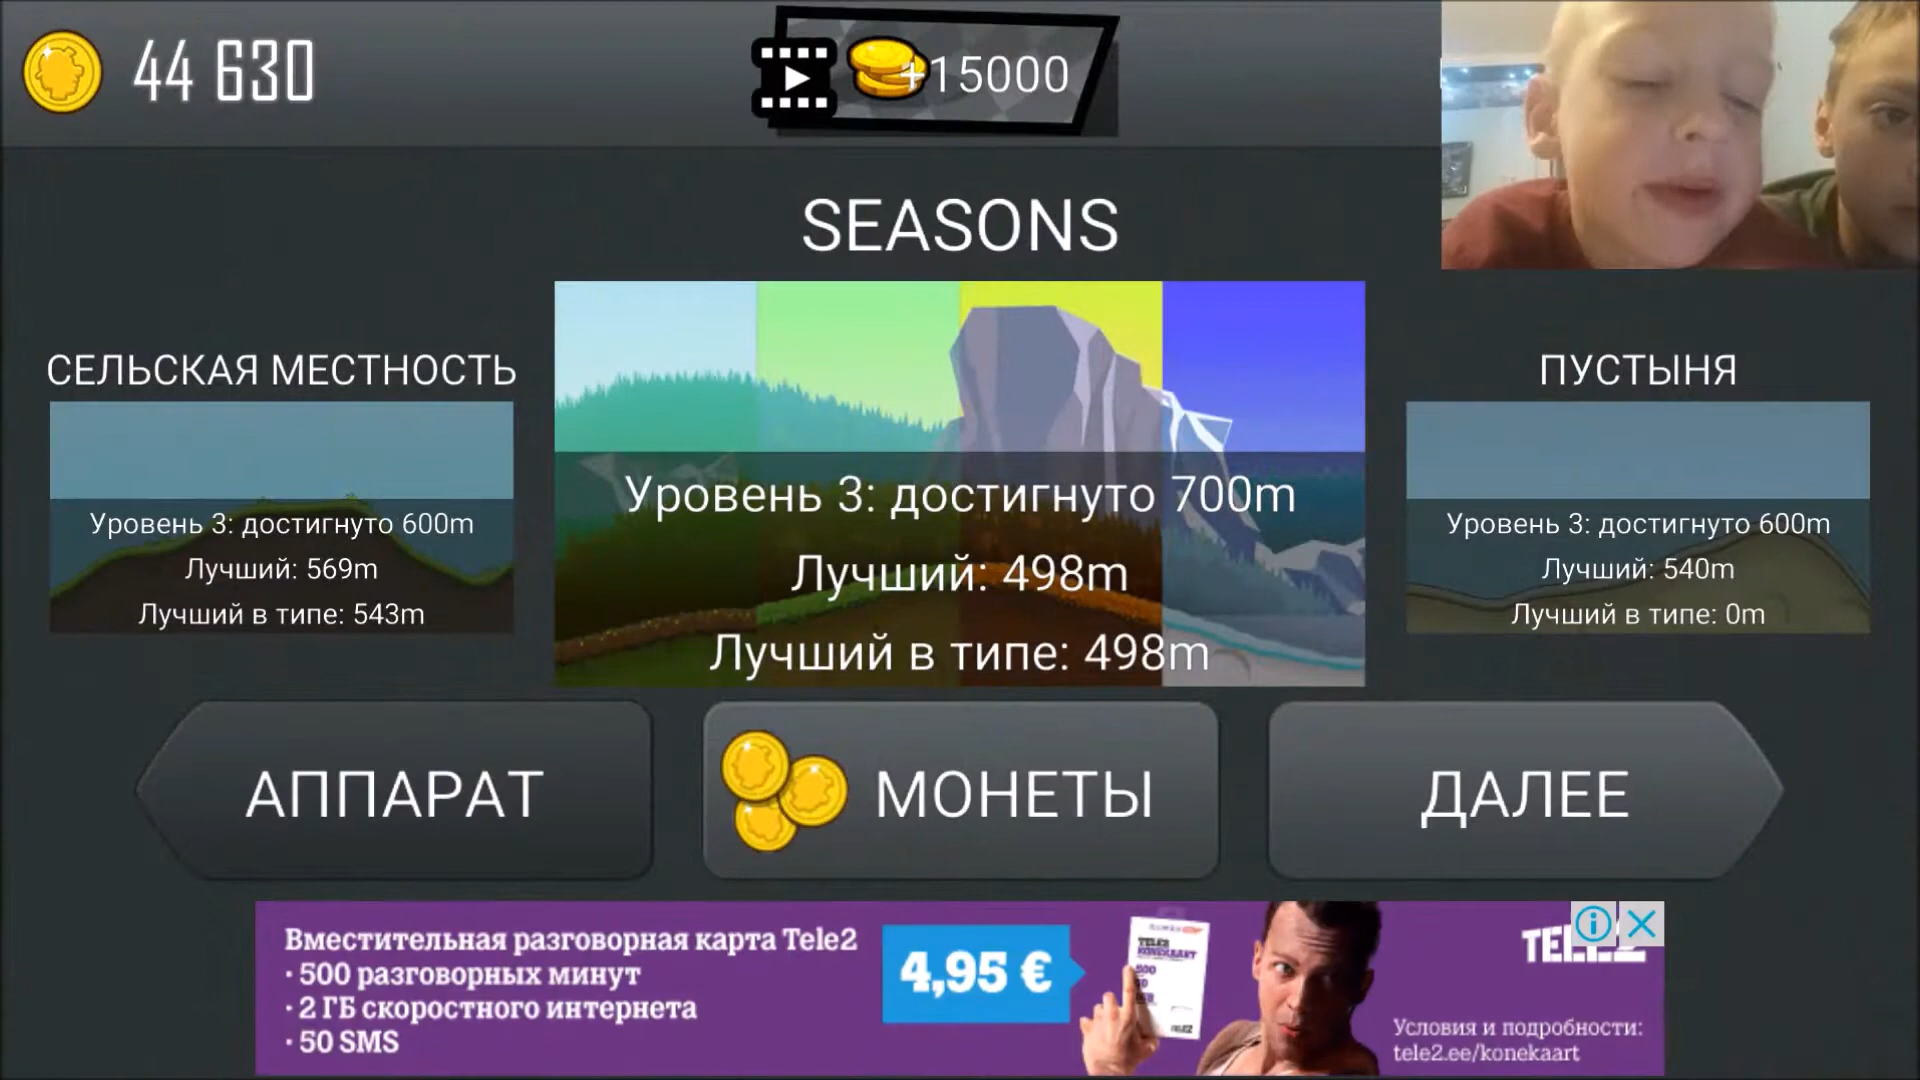 44 630
+15000
SEASONS
СЕЛЬСКАЯ МЕСТНОСТЬ
Уровень 3: достигнуто 600m
Лучший: 569m
Лучший в типе: 543m
Уровень 3: достигнуто 700m
Лучший: 498m
Лучший в типе: 498m
ПУСТЫНЯ
Уровень 3: достигнуто 600m
Лучший: 540m
Лучший в типе: 0m
АППАРАТ
МОНЕТЫ
ДАЛЕЕ
Вместительная разговорная карта Tele2
· 500 разговорных минут
· 2 ГБ скоростного интернета
· 50 SMS
4,95 €
TELE2
KONEKAART
500
TELE2
Условия и подробности:
tele2.ee/konekaart